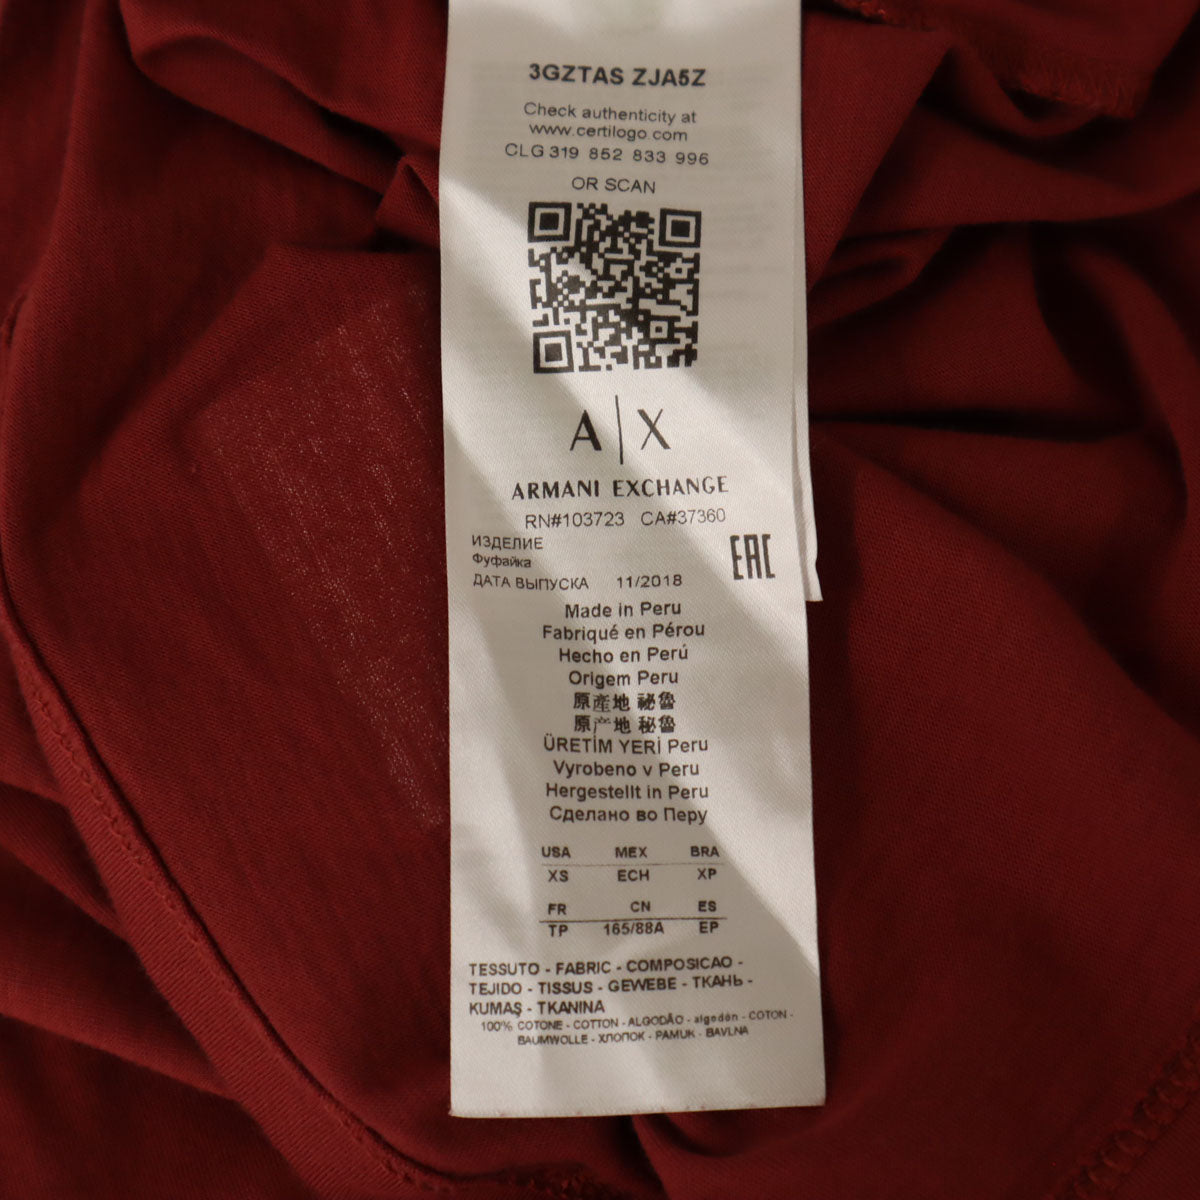 3GZTAS ZJA5Z
Check authenticity at
www.certilogo com
CLG 319 852 833 996
OR SCAN
A|X
ARMANI EXCHANGE
RN#103723 CA#37360
ИЗДЕЛИЕ
Фуфайка
EAC
ДАТА ВЫПУСКА 11/2018
Made in Peru
Fabriqué en Pérou
Hecho en Perú
Origem Peru
原産地 祕魯
原产地 秘鲁
ÜRETİM YERİ Peru
Vyrobeno v Peru
Hergestellt in Peru
Сделано во Перу
USA MEX BRA
XS ECH XP
FR CN ES
TP 165/88A EP
TESSUTO - FABRIC - COMPOSICAO -
TEJIDO - TISSUS - GEWEBE - ТКАНЬ -
KUMAŞ - TKANINA
100% COTONE - COTTON - ALGODÃO - algodón - COTON -
BAUMWOLLE - ХЛОПОК - PAMUK - BAVLNA